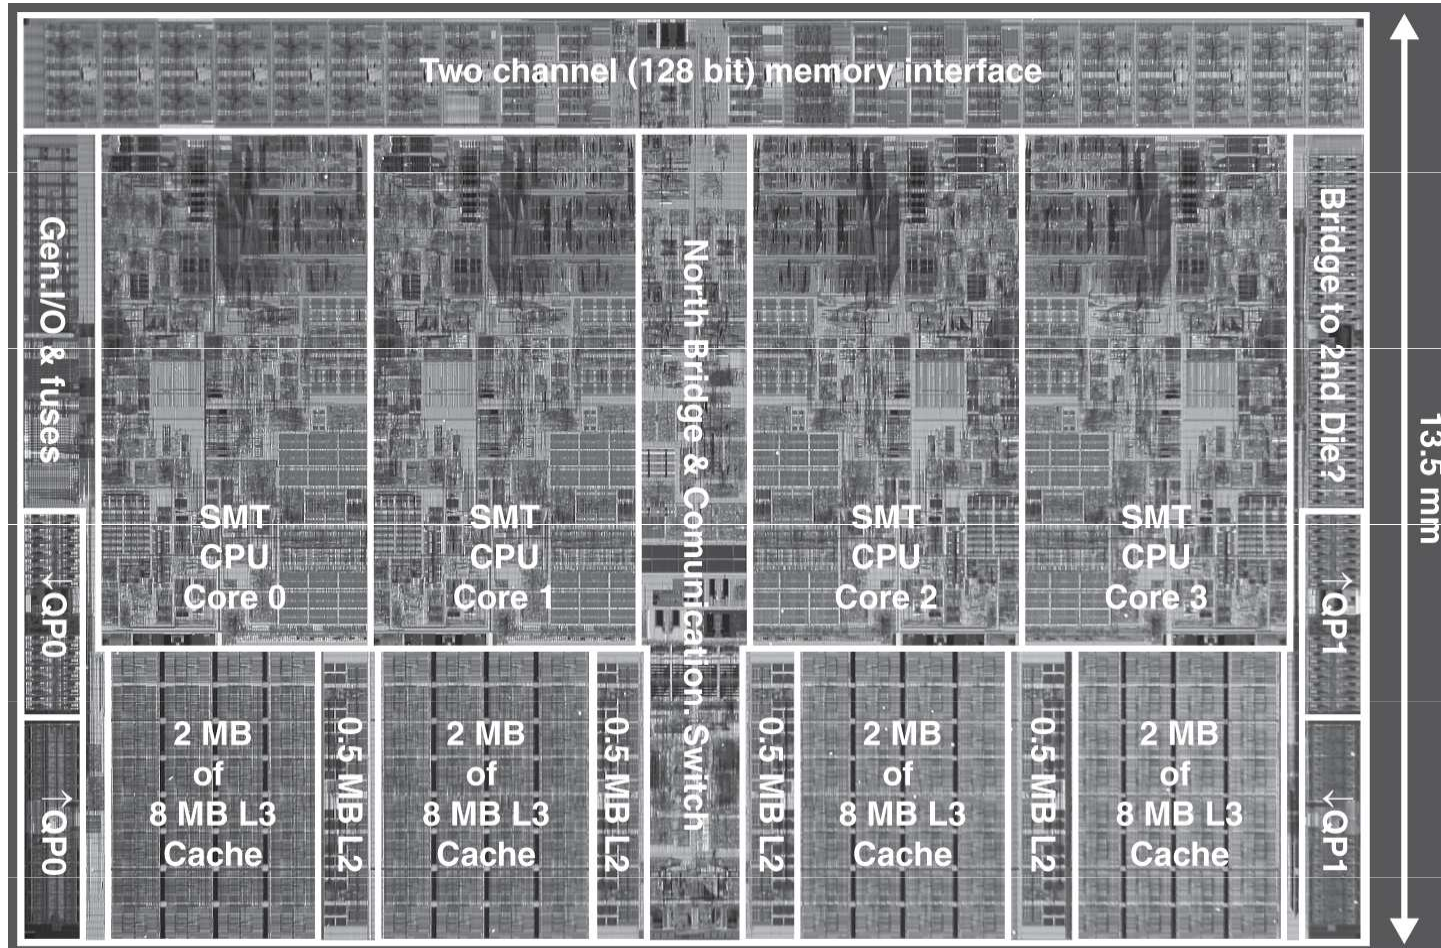 Two channel (128 bit) memory interface
Gen.I/O & fuses
North Bridge & Comunication Switch
Bridge to 2nd Die?
13.5 mm
SMT
CPU
Core 0
SMT
CPU
Core 1
SMT
CPU
Core 2
SMT
CPU
Core 3
↓QP0
↑QP0
↑QP1
↓QP1
2 MB
of
8 MB L3
Cache
0.5 MB L2
2 MB
of
8 MB L3
Cache
0.5 MB L2
0.5 MB L2
2 MB
of
8 MB L3
Cache
0.5 MB L2
2 MB
of
8 MB L3
Cache